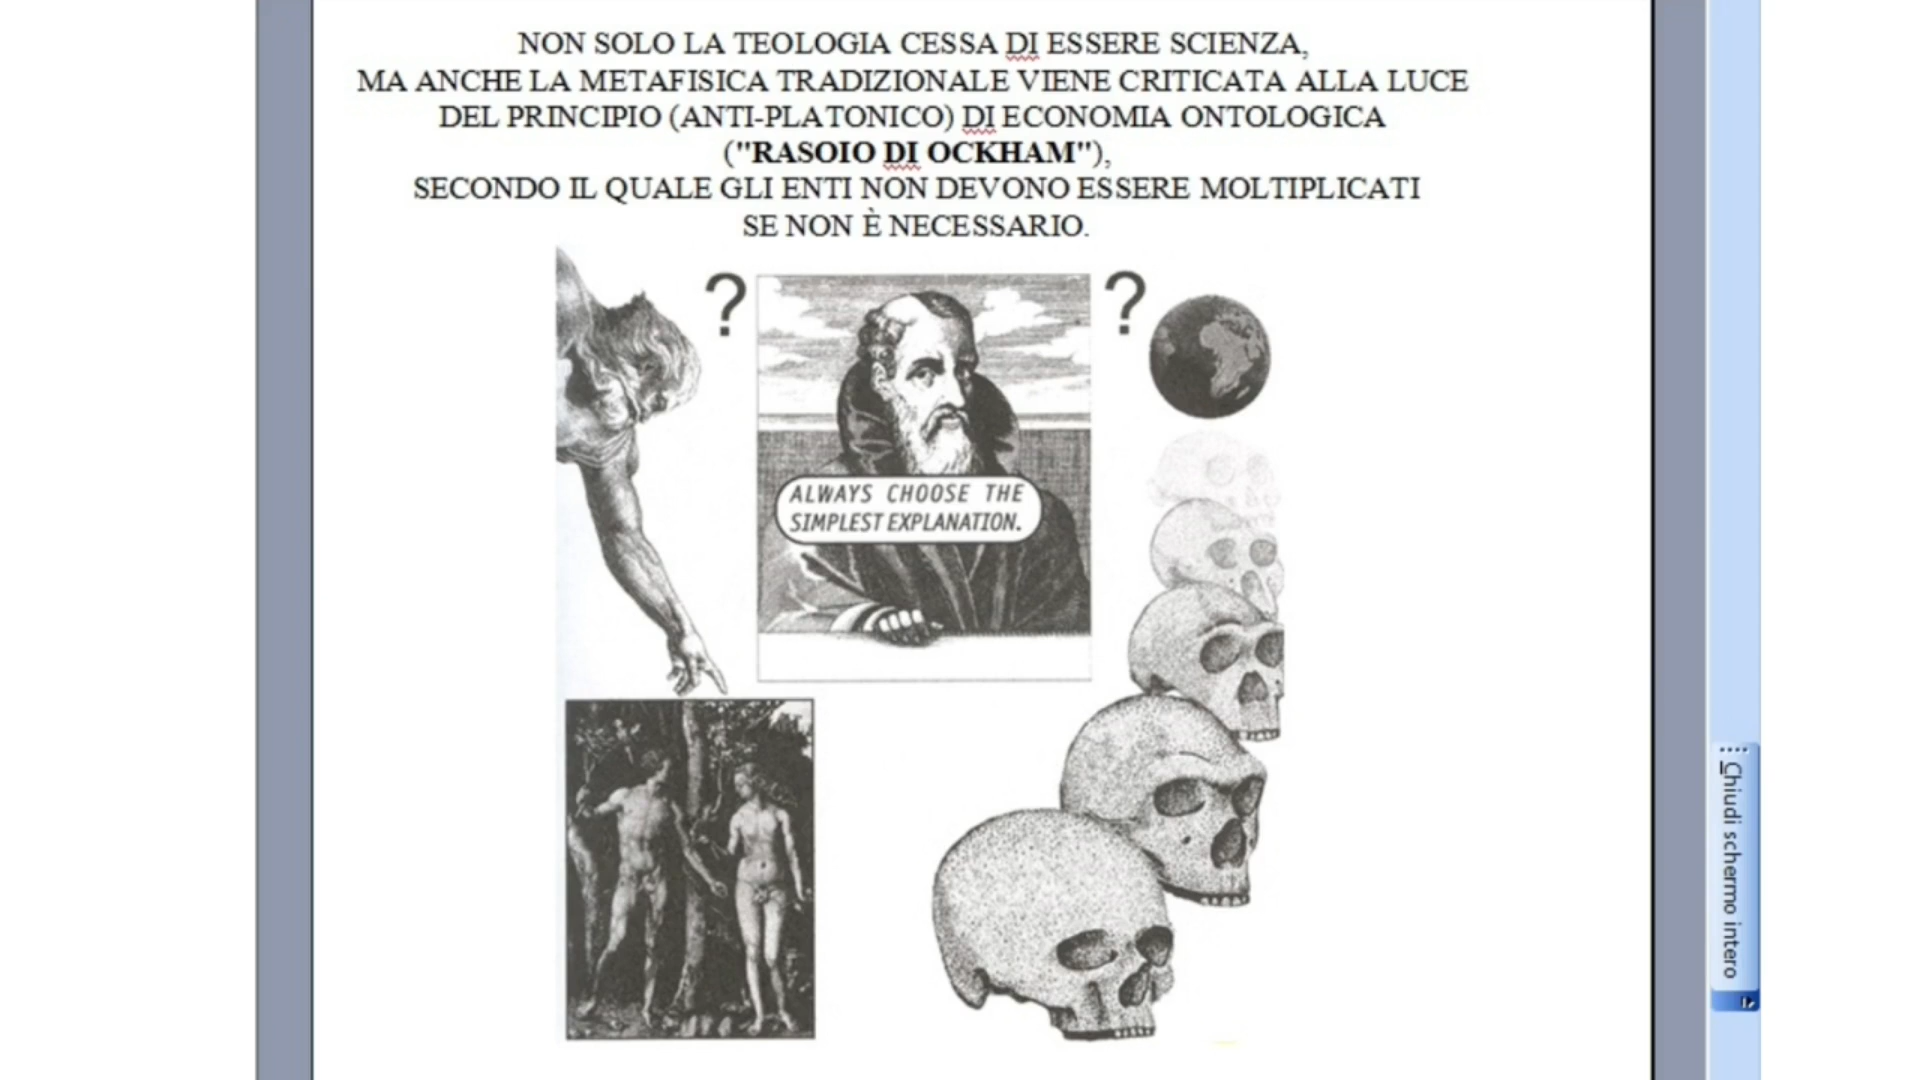 NON SOLO LA TEOLOGIA CESSA DI ESSERE SCIENZA,
MA ANCHE LA METAFISICA TRADIZIONALE VIENE CRITICATA ALLA LUCE
DEL PRINCIPIO (ANTI-PLATONICO) DI ECONOMIA ONTOLOGICA
("RASOIO DI OCKHAM"),
SECONDO IL QUALE GLI ENTI NON DEVONO ESSERE MOLTIPLICATI
SE NON È NECESSARIO.
?
?
ALWAYS CHOOSE THE
SIMPLEST EXPLANATION.
Chiudi schermo intero